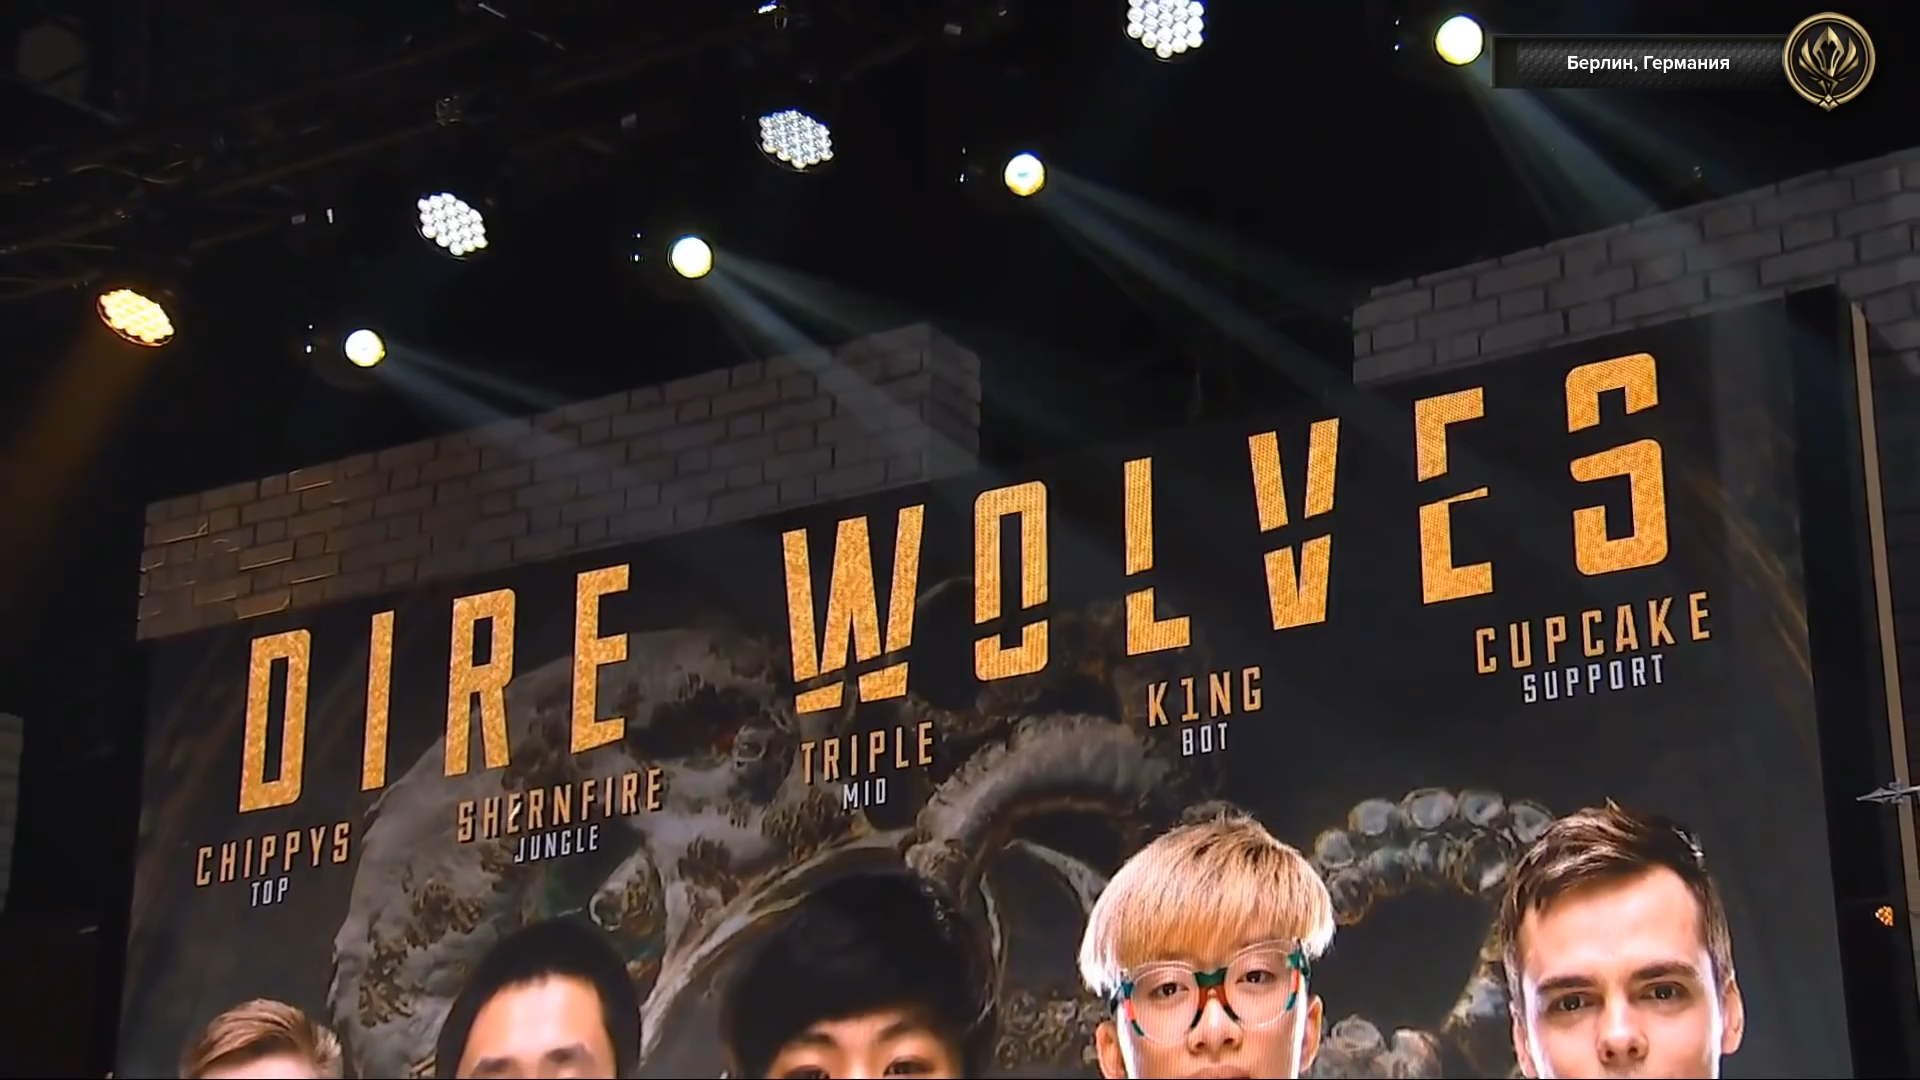 Берлин, Германия
DIRE WOLVES
CHIPPYS
TOP
SHERNFIRE
JUNGLE
TRIPLE
MID
K1NG
BOT
CUPCAKE
SUPPORT